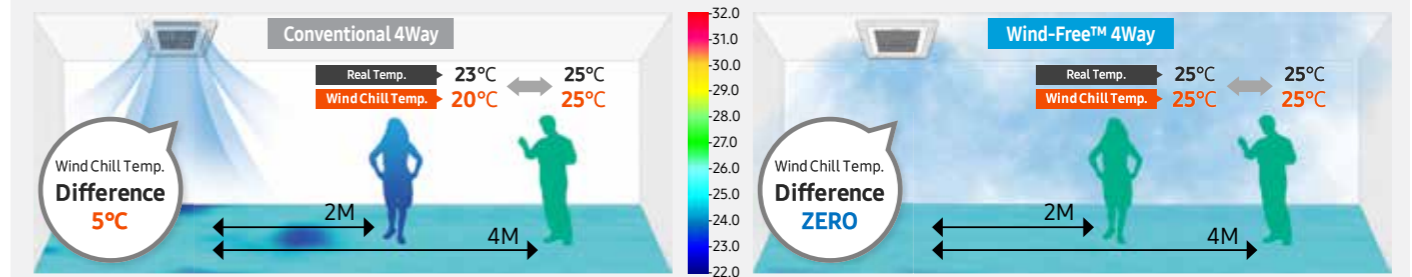 Conventional 4Way
Real Temp. 23°C 25°C
Wind Chill Temp. 20°C 25°C
Wind Chill Temp.
Difference
5°C
2M
4M
32.0
31.0
30.0
29.0
28.0
27.0
26.0
25.0
24.0
23.0
22.0
Wind-Free™ 4Way
Real Temp. 25°C 25°C
Wind Chill Temp. 25°C 25°C
Wind Chill Temp.
Difference
ZERO
2M
4M